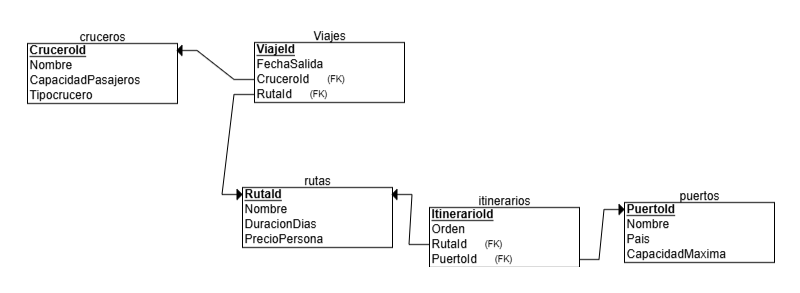 cruceros
CruceroId
Nombre
CapacidadPasajeros
Tipocrucero
Viajes
ViajeId
FechaSalida
CruceroId (FK)
RutaId (FK)
rutas
RutaId
Nombre
DuracionDias
PrecioPersona
itinerarios
ItinerarioId
Orden
RutaId (FK)
PuertoId (FK)
puertos
PuertoId
Nombre
Pais
CapacidadMaxima